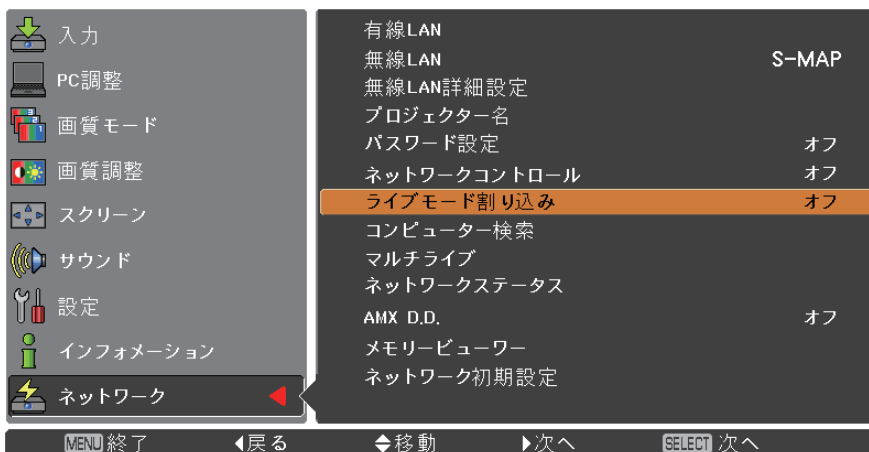 入力
PC調整
画質モード
画質調整
スクリーン
サウンド
設定
インフォメーション
ネットワーク
有線LAN
無線LAN S-MAP
無線LAN詳細設定
プロジェクター名
パスワード設定 オフ
ネットワークコントロール オフ
ライブモード割り込み オフ
コンピューター検索
マルチライブ
ネットワークステータス
AMX D.D. オフ
メモリービューワー
ネットワーク初期設定
MENU 終了 戻る 移動 次へ SELECT 次へ